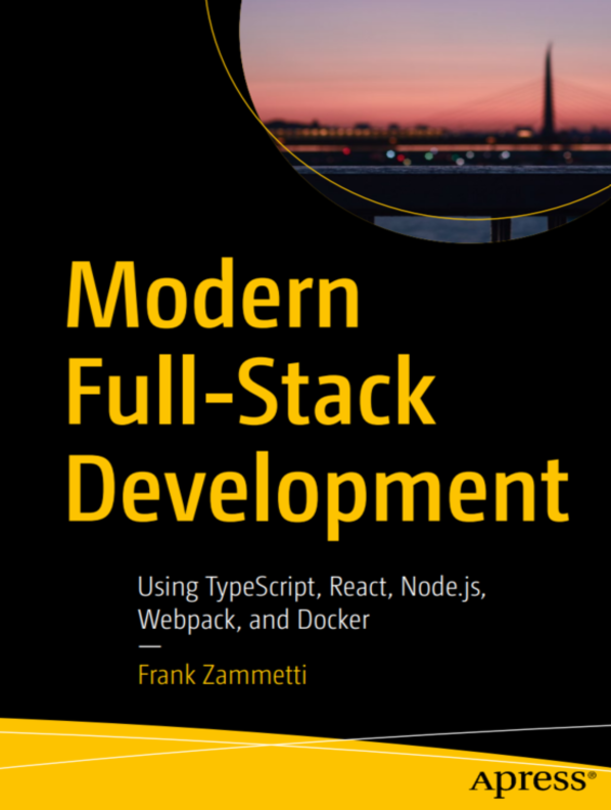 Modern
Full-Stack
Development
Using TypeScript, React, Node.js,
Webpack, and Docker
Frank Zammetti
Apress®